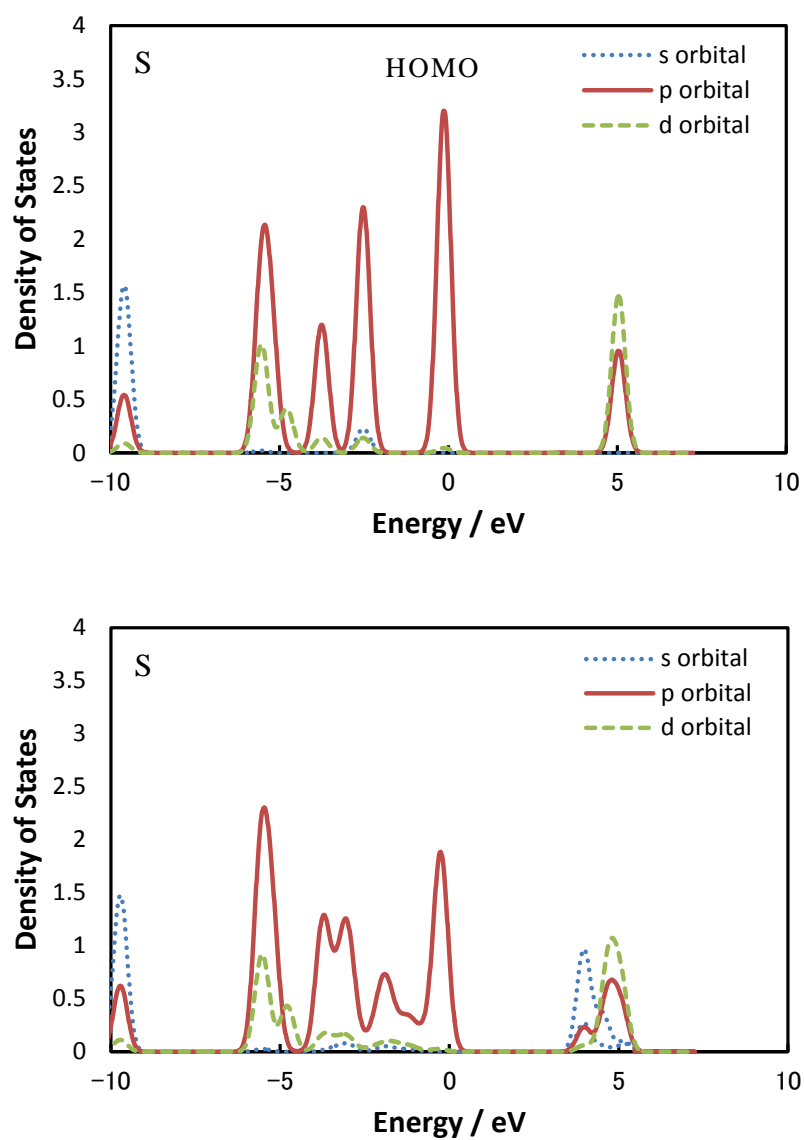 4
S
HOMO
s orbital
3.5
p orbital
3
d orbital
2.5
Density of States
2
1.5
1
0.5
0
−10
−5
0
5
10
Energy / eV
4
S
s orbital
3.5
p orbital
3
d orbital
2.5
Density of States
2
1.5
1
0.5
0
−10
−5
0
5
10
Energy / eV